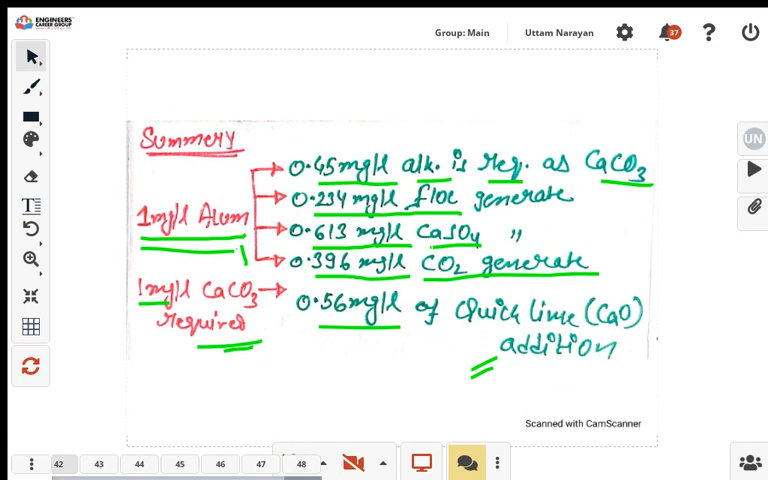 ENGINEERS
CAREER GROUP
Group: Main
Uttam Narayan
37
UN
Summery
1mg/l Alum
0.45mg/l alk. is req. as CaCO3
0.234 mg/l floc generate
0.613 mg/l CaSO4 "
0.396 mg/l CO2 generate
1mg/l CaCO3
required
0.56mg/l of Quick lime (CaO)
addition
Scanned with CamScanner
42 43 44 45 46 47 48